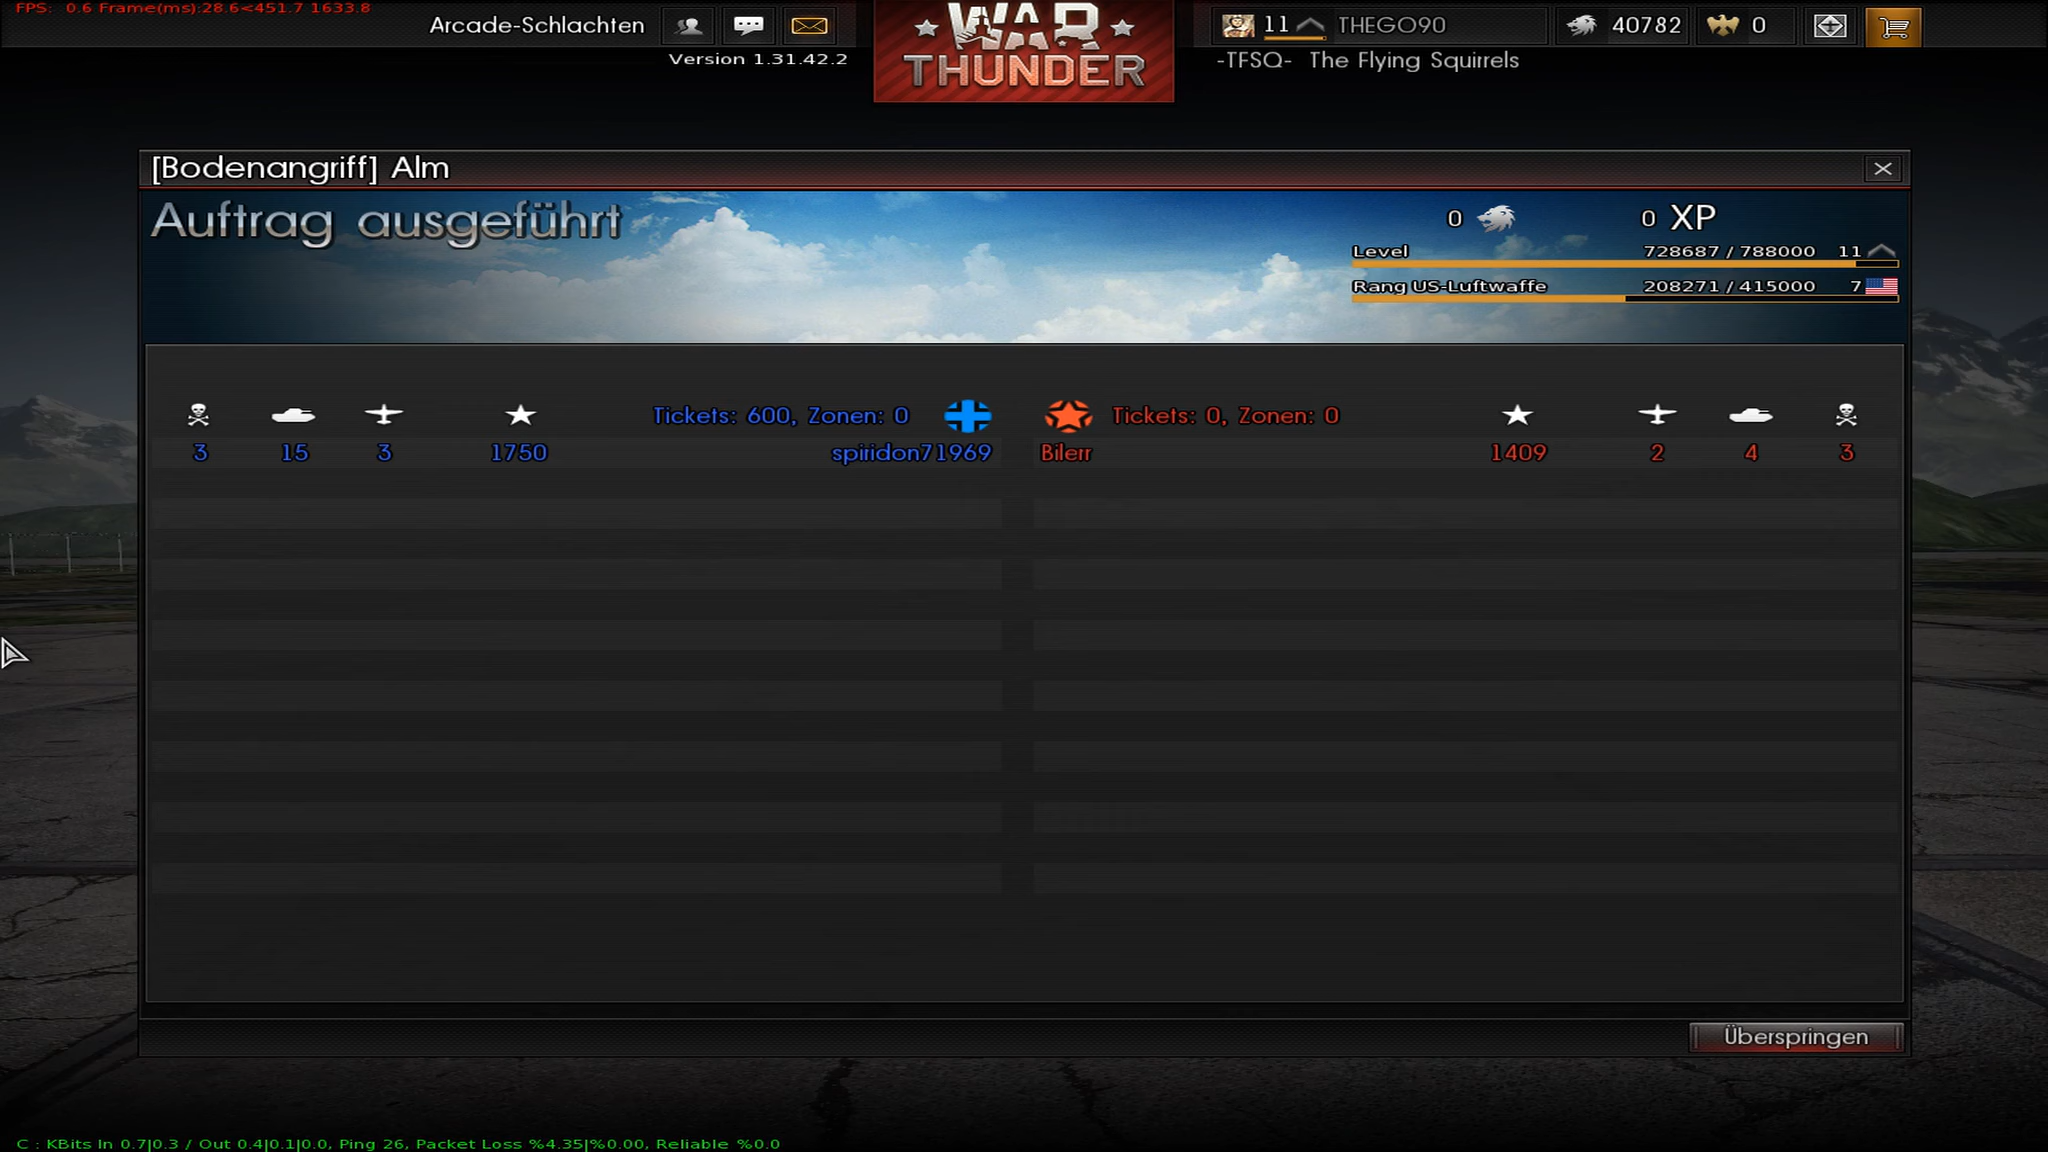 FPS: 0.6 Frame(ms):28.6<451.7 1633.8
Arcade-Schlachten
WAR THUNDER
11 THEGO90 40782 0
Version 1.31.42.2
-TFSQ- The Flying Squirrels
[Bodenangriff] Alm
Auftrag ausgeführt
0 0 XP
Level 728687 / 788000 11
Rang US-Luftwaffe 208271 / 415000 7
Tickets: 600, Zonen: 0 Tickets: 0, Zonen: 0
3 15 3 1750 spiridon71969 Bilerr 1409 2 4 3
Überspringen
C : KBits In 0.7|0.3 / Out 0.4|0.1|0.0, Ping 26, Packet Loss %4.35|%0.00, Reliable %0.0